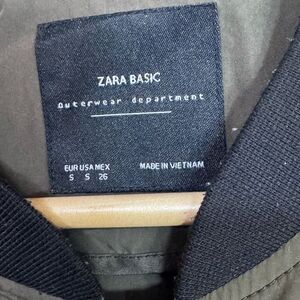 ZARA BASIC
Outerwear department
EUR USA MEX MADE IN VIETNAM
S S 26